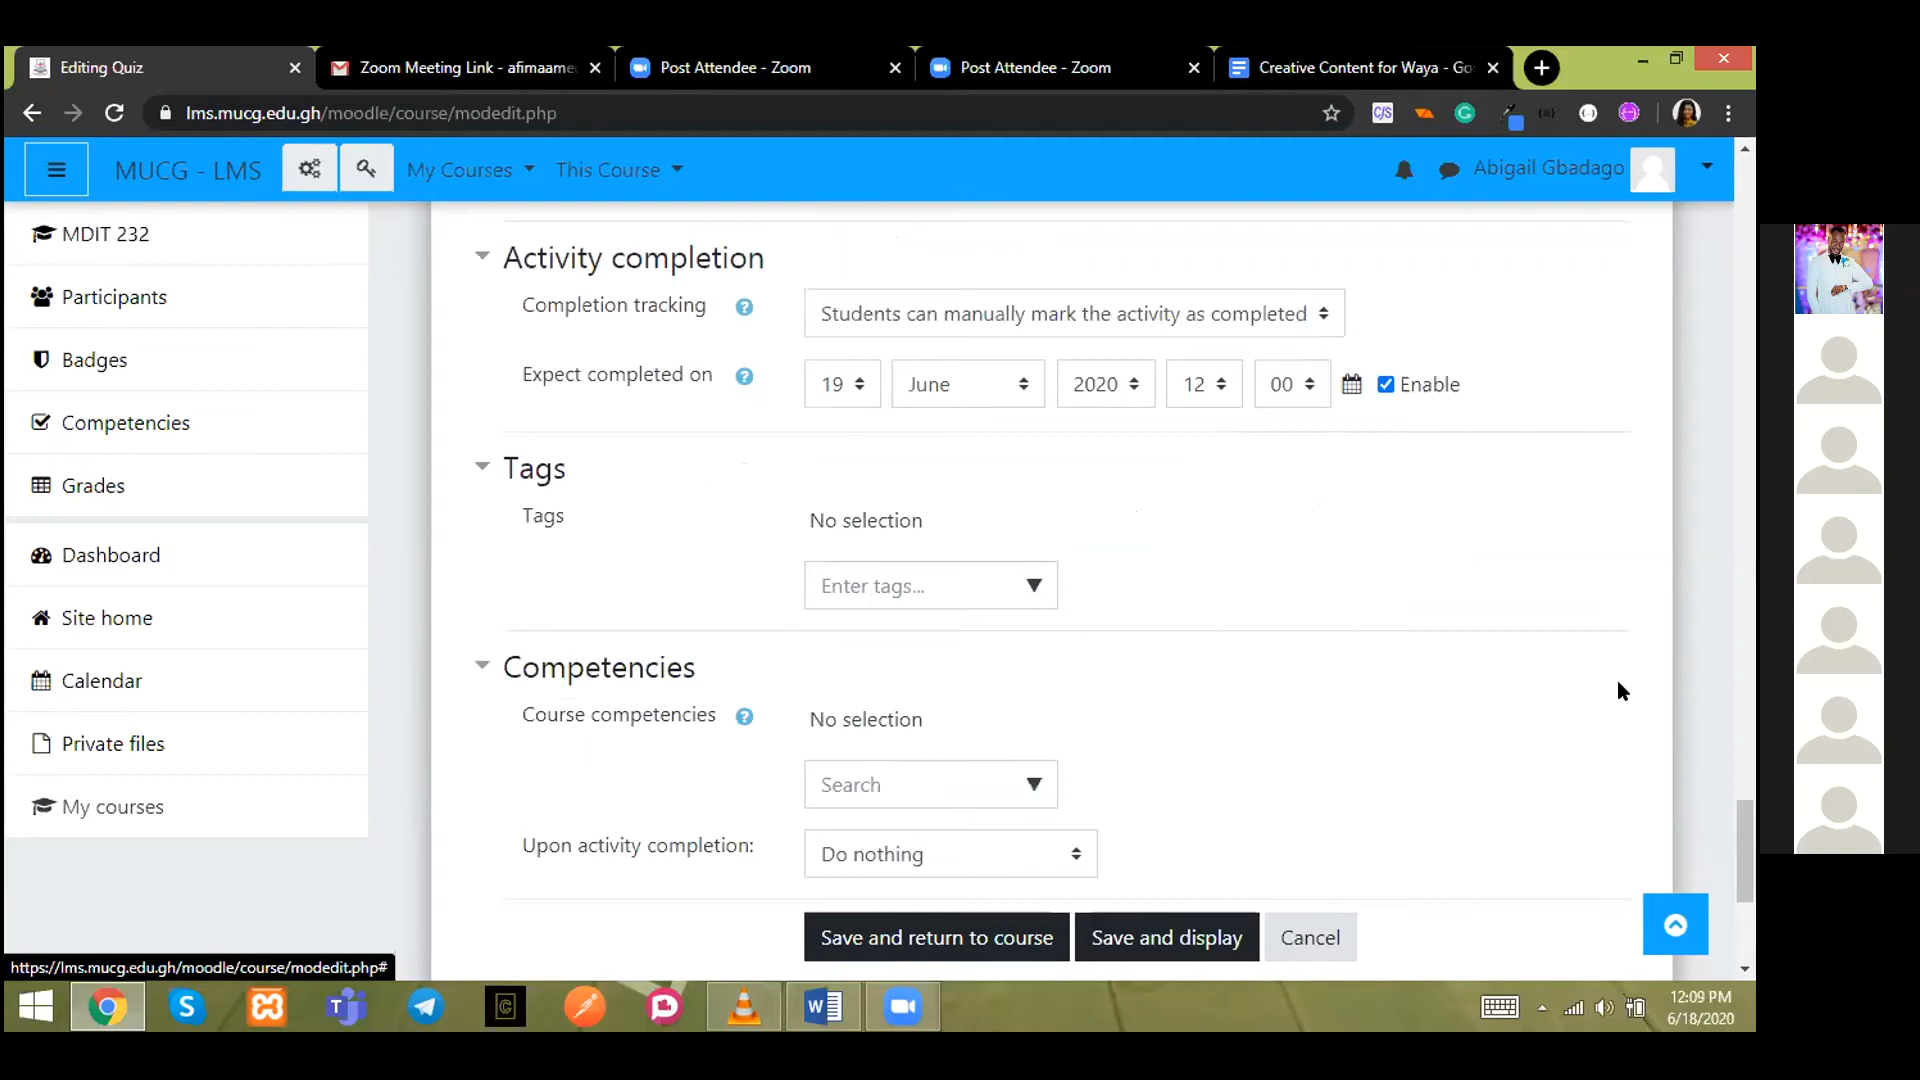 Editing Quiz
Zoom Meeting Link - afimaame
Post Attendee - Zoom
Post Attendee - Zoom
Creative Content for Waya - Go
lms.mucg.edu.gh/moodle/course/modedit.php
MUCG - LMS
My Courses
This Course
Abigail Gbadago
MDIT 232
Participants
Badges
Competencies
Grades
Dashboard
Site home
Calendar
Private files
My courses
Activity completion
Completion tracking
Students can manually mark the activity as completed
Expect completed on
19 June 2020 12 00 Enable
Tags
Tags
No selection
Enter tags...
Competencies
Course competencies
No selection
Search
Upon activity completion:
Do nothing
Save and return to course
Save and display
Cancel
https://lms.mucg.edu.gh/moodle/course/modedit.php#
12:09 PM
6/18/2020